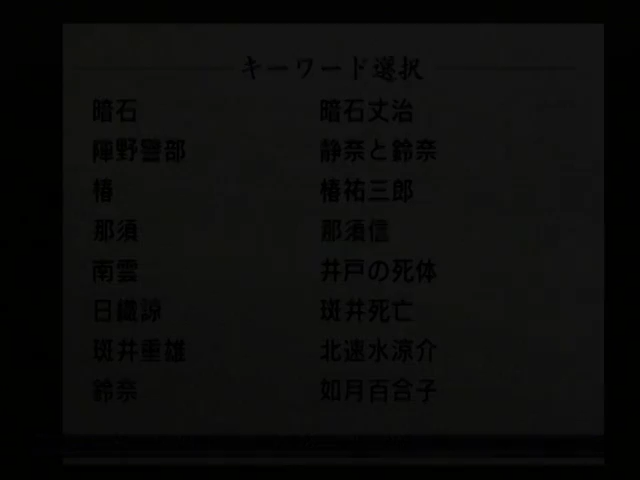 キーワード選択
暗石 暗石丈治
陣野警部 静奈と鈴奈
椿 椿祐三郎
那須 那須信
南雲 井戸の死体
日織諒 斑井死亡
斑井重雄 北速水涼介
鈴奈 如月百合子